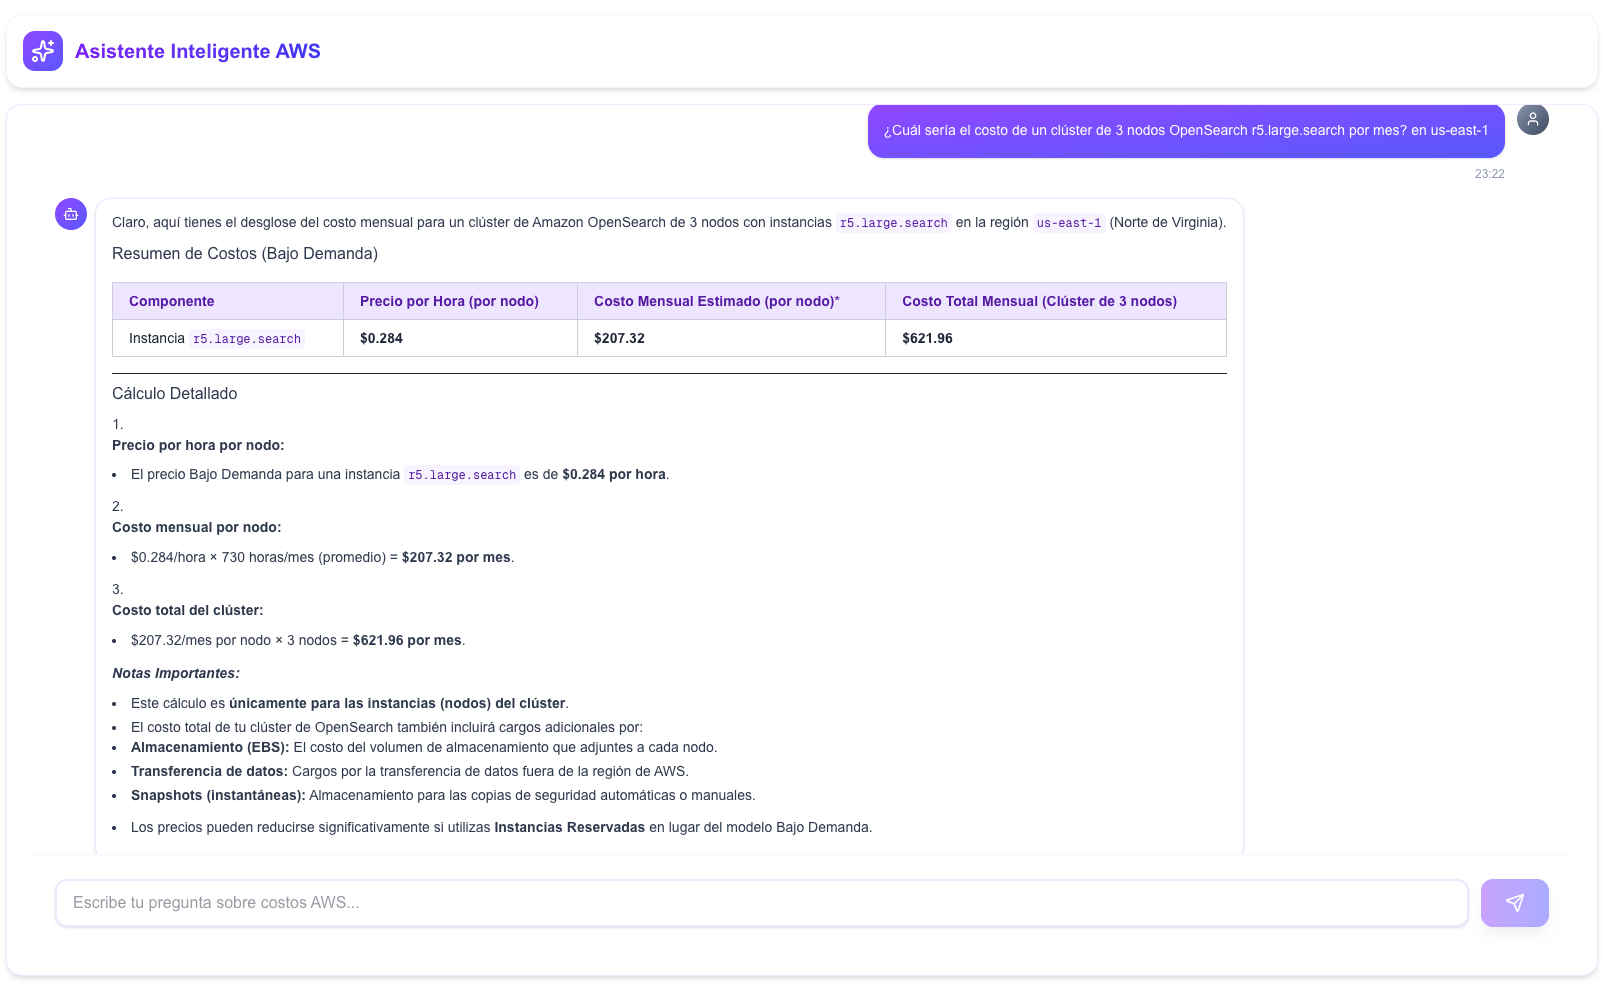 Asistente Inteligente AWS
¿Cuál sería el costo de un clúster de 3 nodos OpenSearch r5.large.search por mes? en us-east-1
23:22
Claro, aquí tienes el desglose del costo mensual para un clúster de Amazon OpenSearch de 3 nodos con instancias r5.large.search en la región us-east-1 (Norte de Virginia).
Resumen de Costos (Bajo Demanda)
Componente Precio por Hora (por nodo) Costo Mensual Estimado (por nodo)* Costo Total Mensual (Clúster de 3 nodos)
Instancia r5.large.search $0.284 $207.32 $621.96
Cálculo Detallado
1.
Precio por hora por nodo:
• El precio Bajo Demanda para una instancia r5.large.search es de $0.284 por hora.
2.
Costo mensual por nodo:
• $0.284/hora × 730 horas/mes (promedio) = $207.32 por mes.
3.
Costo total del clúster:
• $207.32/mes por nodo × 3 nodos = $621.96 por mes.
Notas Importantes:
• Este cálculo es únicamente para las instancias (nodos) del clúster.
• El costo total de tu clúster de OpenSearch también incluirá cargos adicionales por:
• Almacenamiento (EBS): El costo del volumen de almacenamiento que adjuntes a cada nodo.
• Transferencia de datos: Cargos por la transferencia de datos fuera de la región de AWS.
• Snapshots (instantáneas): Almacenamiento para las copias de seguridad automáticas o manuales.
• Los precios pueden reducirse significativamente si utilizas Instancias Reservadas en lugar del modelo Bajo Demanda.
Escribe tu pregunta sobre costos AWS...